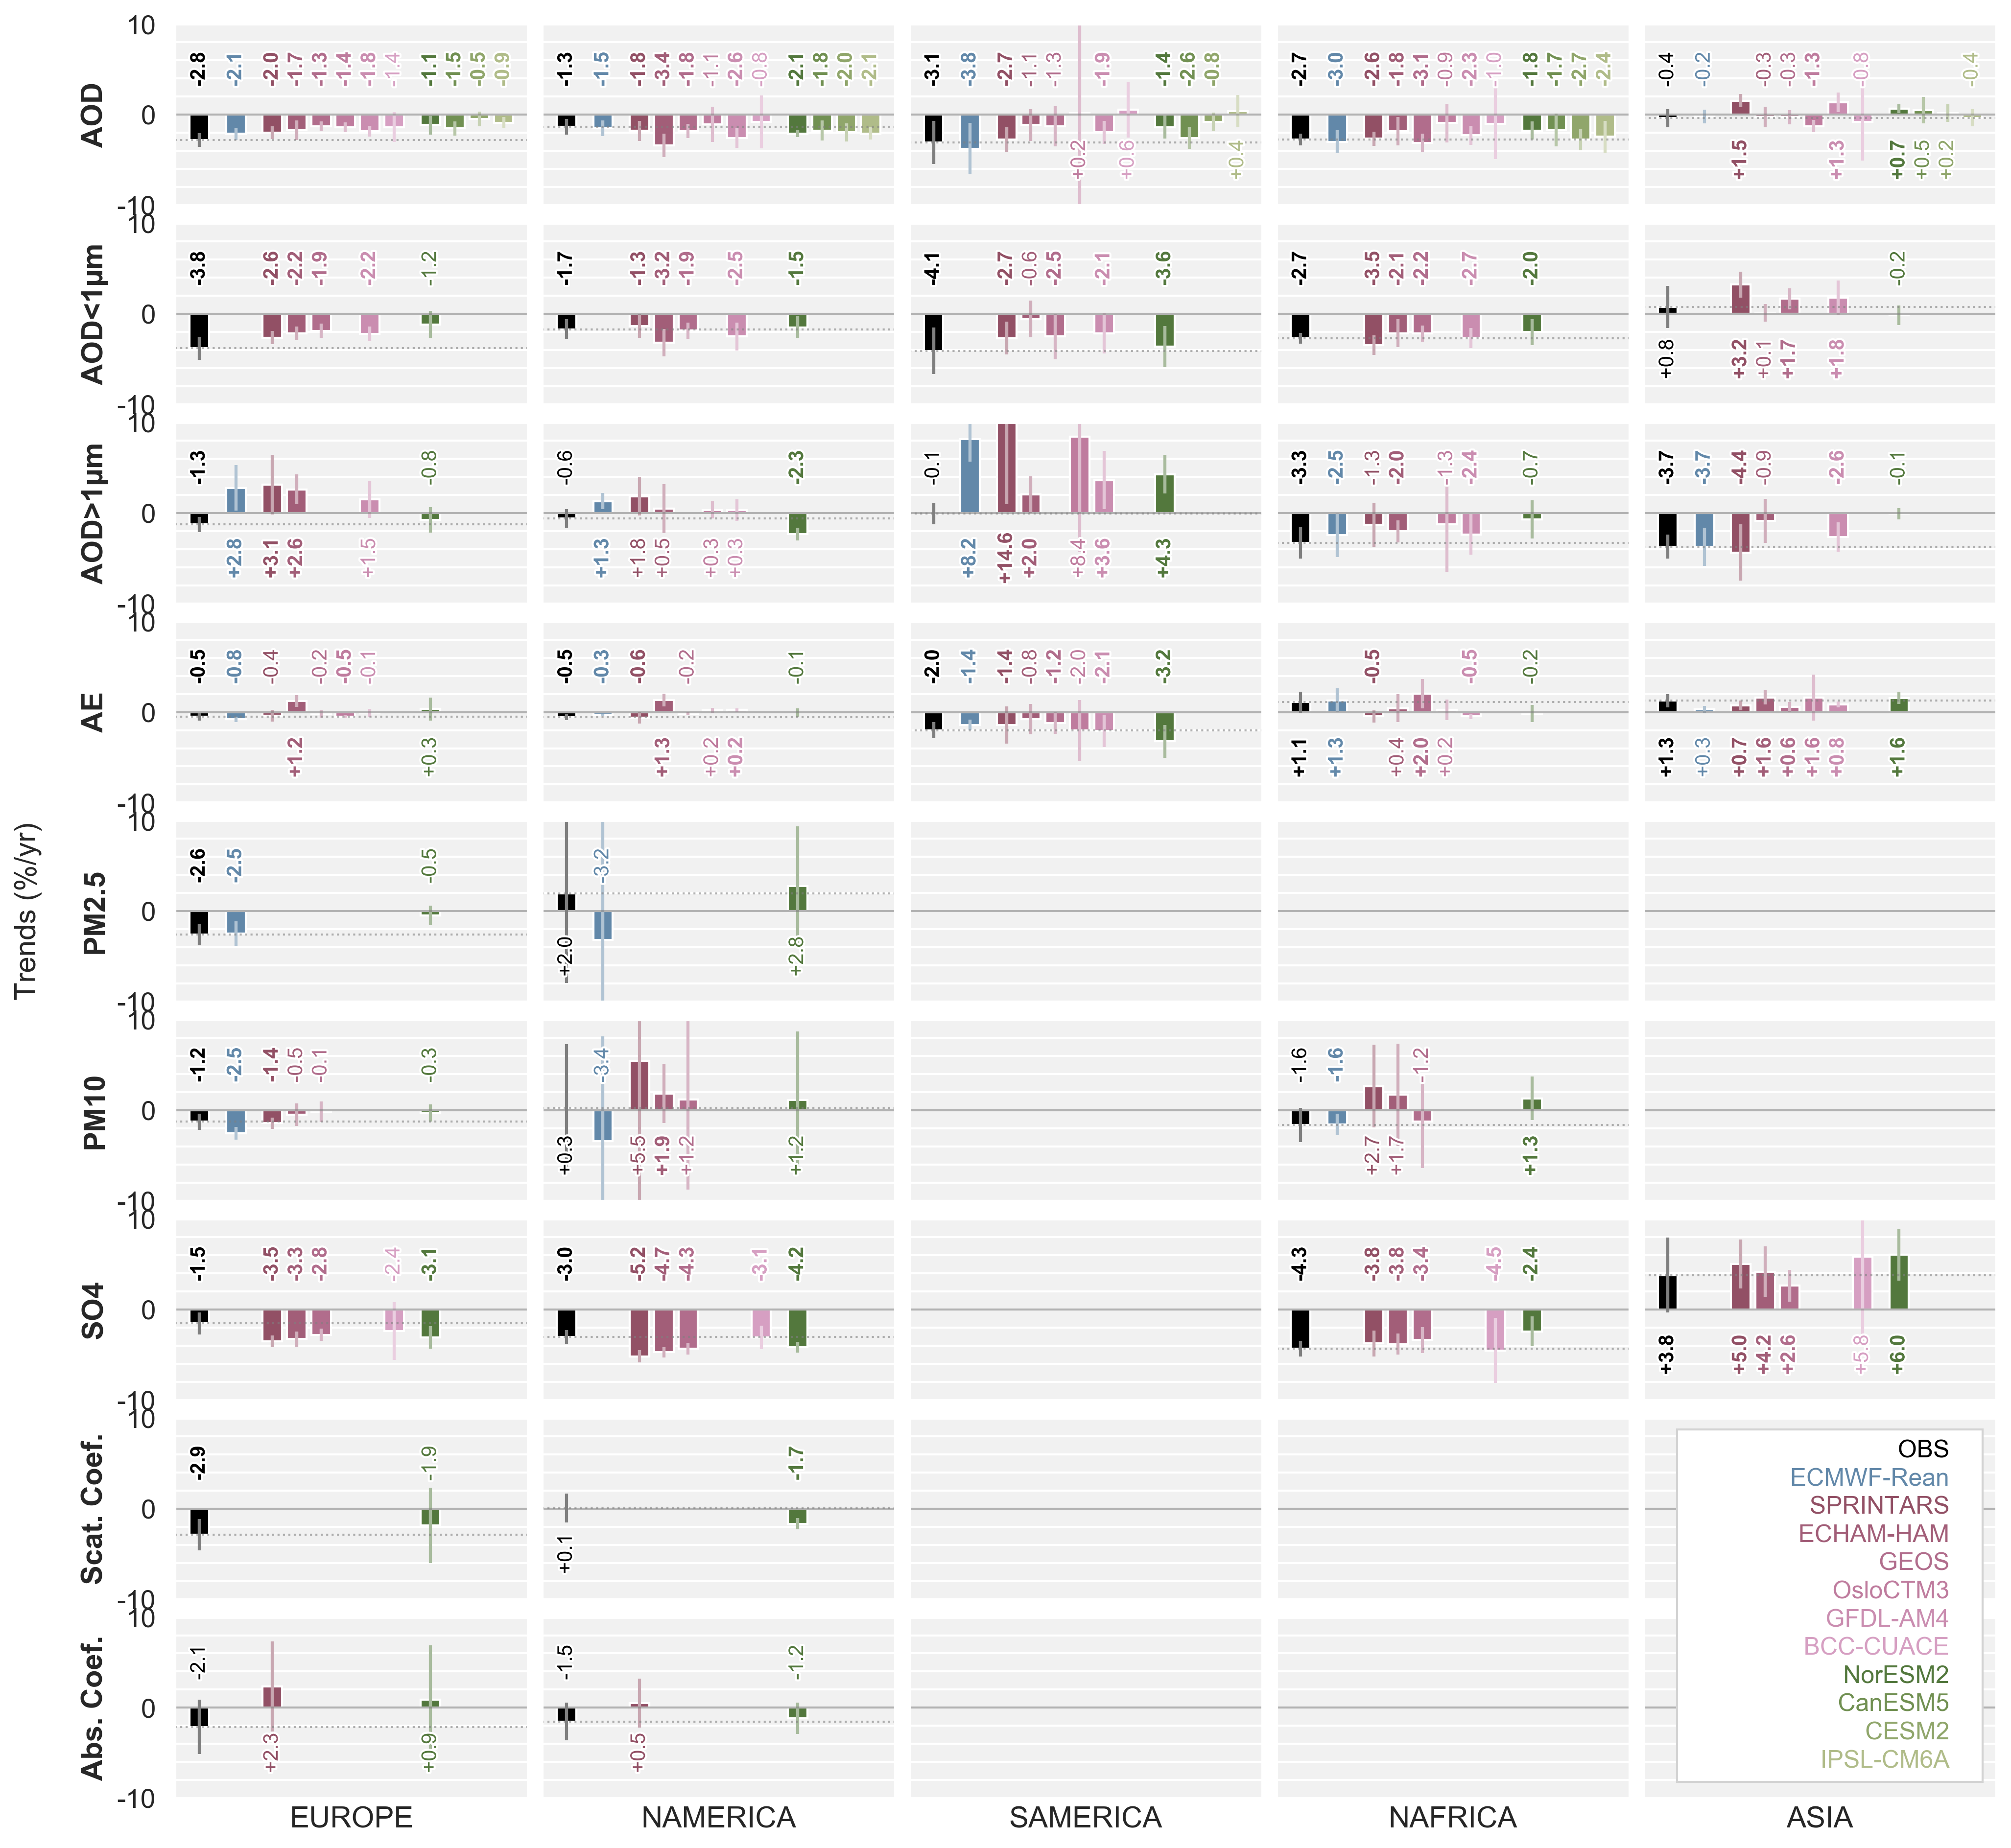 Trends (%/yr)
AOD
10
0
-10
-2.8 -2.1 -2.0 -1.7 -1.3 -1.4 -1.8 -1.4 -1.1 -1.5 -0.5 -0.9
-1.3 -1.5 -1.8 -3.4 -1.8 -1.1 -2.6 -0.8 -2.1 -1.8 -2.0 -2.1
-3.1 -3.8 -2.7 -1.1 -1.3 -1.9 -1.4 -2.6 -0.8
+0.2 +0.6 +0.4
-2.7 -3.0 -2.6 -1.8 -3.1 -0.9 -2.3 -1.0 -1.8 -1.7 -2.7 -2.4
-0.4 -0.2 -0.3 -0.3 -1.3 -0.8 -0.4
+1.5 +1.3 +0.7 +0.5 +0.2
AOD<1μm
10
0
-10
-3.8 -2.6 -2.2 -1.9 -2.2 -1.2
-1.7 -1.3 -3.2 -1.9 -2.5 -1.5
-4.1 -2.7 -0.6 -2.5 -2.1 -3.6
-2.7 -3.5 -2.1 -2.2 -2.7 -2.0
-0.2
+0.8 +3.2 +0.1 +1.7 +1.8
AOD>1μm
10
0
-10
-1.3 -0.8
+2.8 +3.1 +2.6 +1.5
-0.6 -2.3
+1.3 +1.8 +0.5 +0.3 +0.3
-0.1
+8.2 +14.6 +2.0 +8.4 +3.6 +4.3
-3.3 -2.5 -1.3 -2.0 -1.3 -2.4 -0.7
-3.7 -3.7 -4.4 -0.9 -2.6 -0.1
AE
10
0
-10
-0.5 -0.8 -0.4 -0.2 -0.5 -0.1
+1.2 +0.3
-0.5 -0.3 -0.6 -0.2 -0.1
+1.3 +0.2 +0.2
-2.0 -1.4 -1.4 -0.8 -1.2 -2.0 -2.1 -3.2
-0.5 -0.5 -0.2
+1.1 +1.3 +0.4 +2.0 +0.2
+1.3 +0.3 +0.7 +1.6 +0.6 +1.6 +0.8 +1.6
PM2.5
10
0
-10
-2.6 -2.5 -0.5
-3.2
+2.0 +2.8
PM10
10
0
-10
-1.2 -2.5 -1.4 -0.5 -0.1 -0.3
-3.4
+0.3 +5.5 +1.9 +1.2 +1.2
-1.6 -1.6 -1.2
+2.7 +1.7 +1.3
SO4
10
0
-10
-1.5 -3.5 -3.3 -2.8 -2.4 -3.1
-3.0 -5.2 -4.7 -4.3 -3.1 -4.2
-4.3 -3.8 -3.8 -3.4 -4.5 -2.4
+3.8 +5.0 +4.2 +2.6 +5.8 +6.0
Scat. Coef.
10
0
-10
-2.9 -1.9
-1.7
+0.1
Abs. Coef.
10
0
-10
-2.1
+2.3 +0.9
-1.5 -1.2
+0.5
OBS
ECMWF-Rean
SPRINTARS
ECHAM-HAM
GEOS
OsloCTM3
GFDL-AM4
BCC-CUACE
NorESM2
CanESM5
CESM2
IPSL-CM6A
EUROPE NAMERICA SAMERICA NAFRICA ASIA